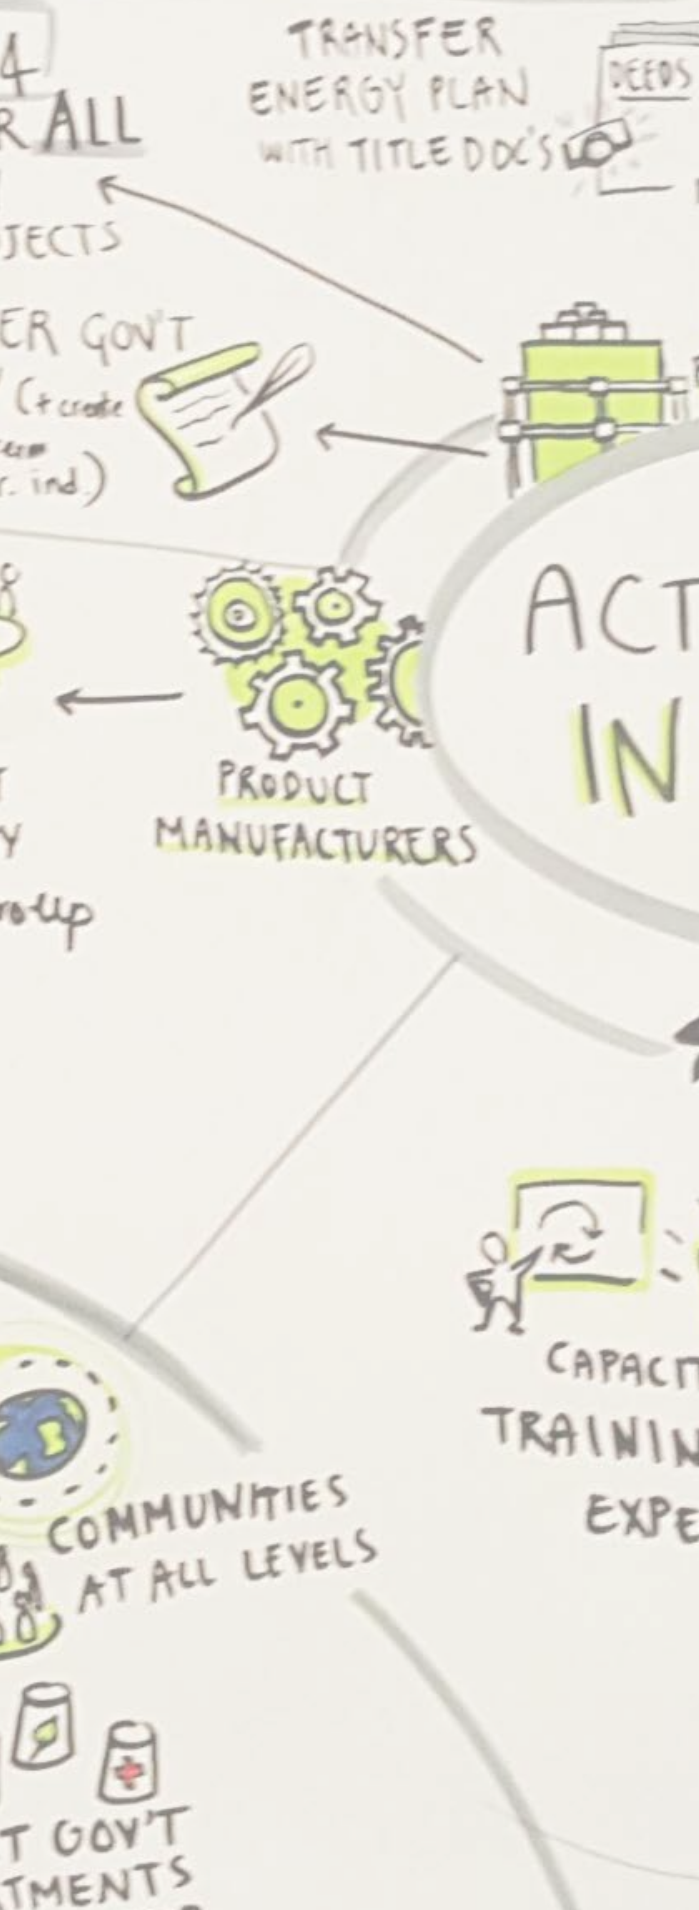 4
R ALL
TRANSFER
ENERGY PLAN
WITH TITLE DOC'S
DEEDS
JECTS
ER GOV'T
(+ create
r. ind.)
ACT
IN
PRODUCT
MANUFACTURERS
T
Y
roup
CAPACIT
TRAININ
EXPE
COMMUNITIES
AT ALL LEVELS
T GOV'T
TMENTS